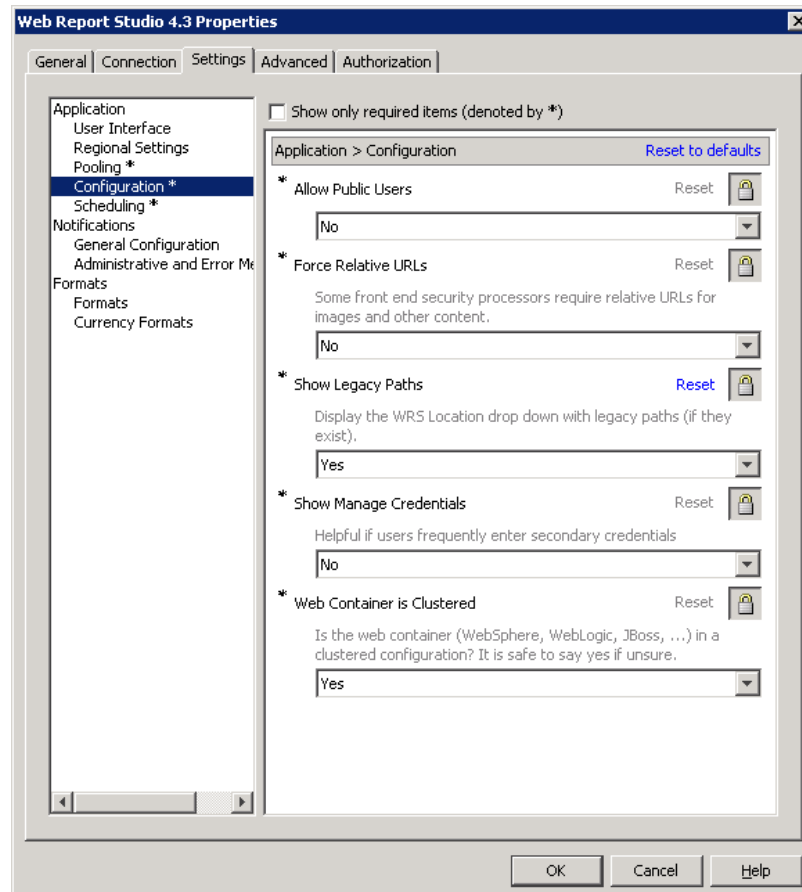 Web Report Studio 4.3 Properties
General Connection Settings Advanced Authorization
Application
User Interface
Regional Settings
Pooling *
Configuration *
Scheduling *
Notifications
General Configuration
Administrative and Error Me
Formats
Formats
Currency Formats
Show only required items (denoted by *)
Application > Configuration Reset to defaults
* Allow Public Users Reset
No
* Force Relative URLs Reset
Some front end security processors require relative URLs for
images and other content.
No
* Show Legacy Paths Reset
Display the WRS Location drop down with legacy paths (if they
exist).
Yes
* Show Manage Credentials Reset
Helpful if users frequently enter secondary credentials
No
* Web Container is Clustered Reset
Is the web container (WebSphere, WebLogic, JBoss, ...) in a
clustered configuration? It is safe to say yes if unsure.
Yes
OK Cancel Help